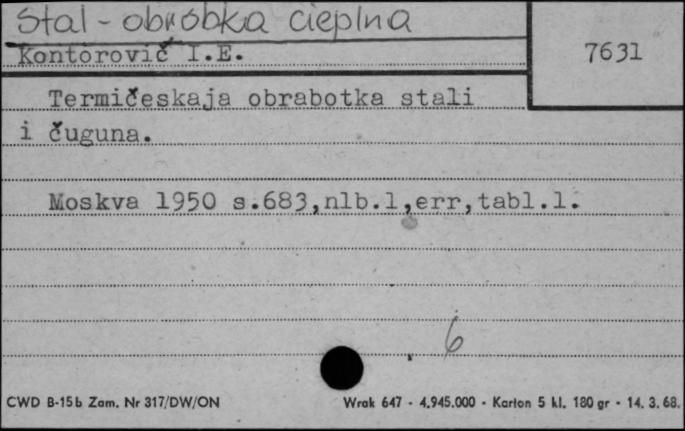 Stal - obróbka cieplna
Kontorovič I.E.
7631
Termičeskaja obrabotka stali
i čuguna.
Moskva 1950 s.683,nlb.1,err,tabl.1.
6
CWD B-15b Zam. Nr 317/DW/ON
Wrak 647 - 4.945.000 - Karton 5 kl. 180 gr - 14. 3. 68.